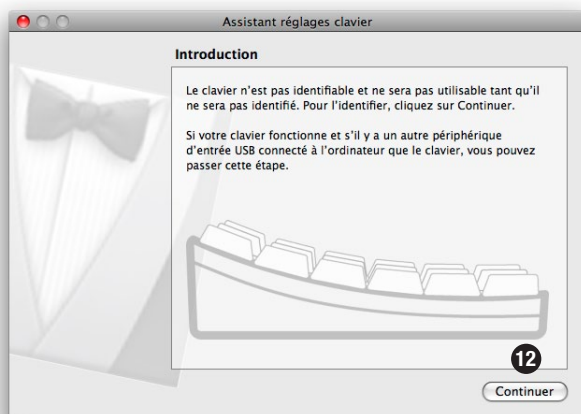 Assistant réglages clavier
Introduction
Le clavier n'est pas identifiable et ne sera pas utilisable tant qu'il
ne sera pas identifié. Pour l'identifier, cliquez sur Continuer.
Si votre clavier fonctionne et s'il y a un autre périphérique
d'entrée USB connecté à l'ordinateur que le clavier, vous pouvez
passer cette étape.
12
Continuer